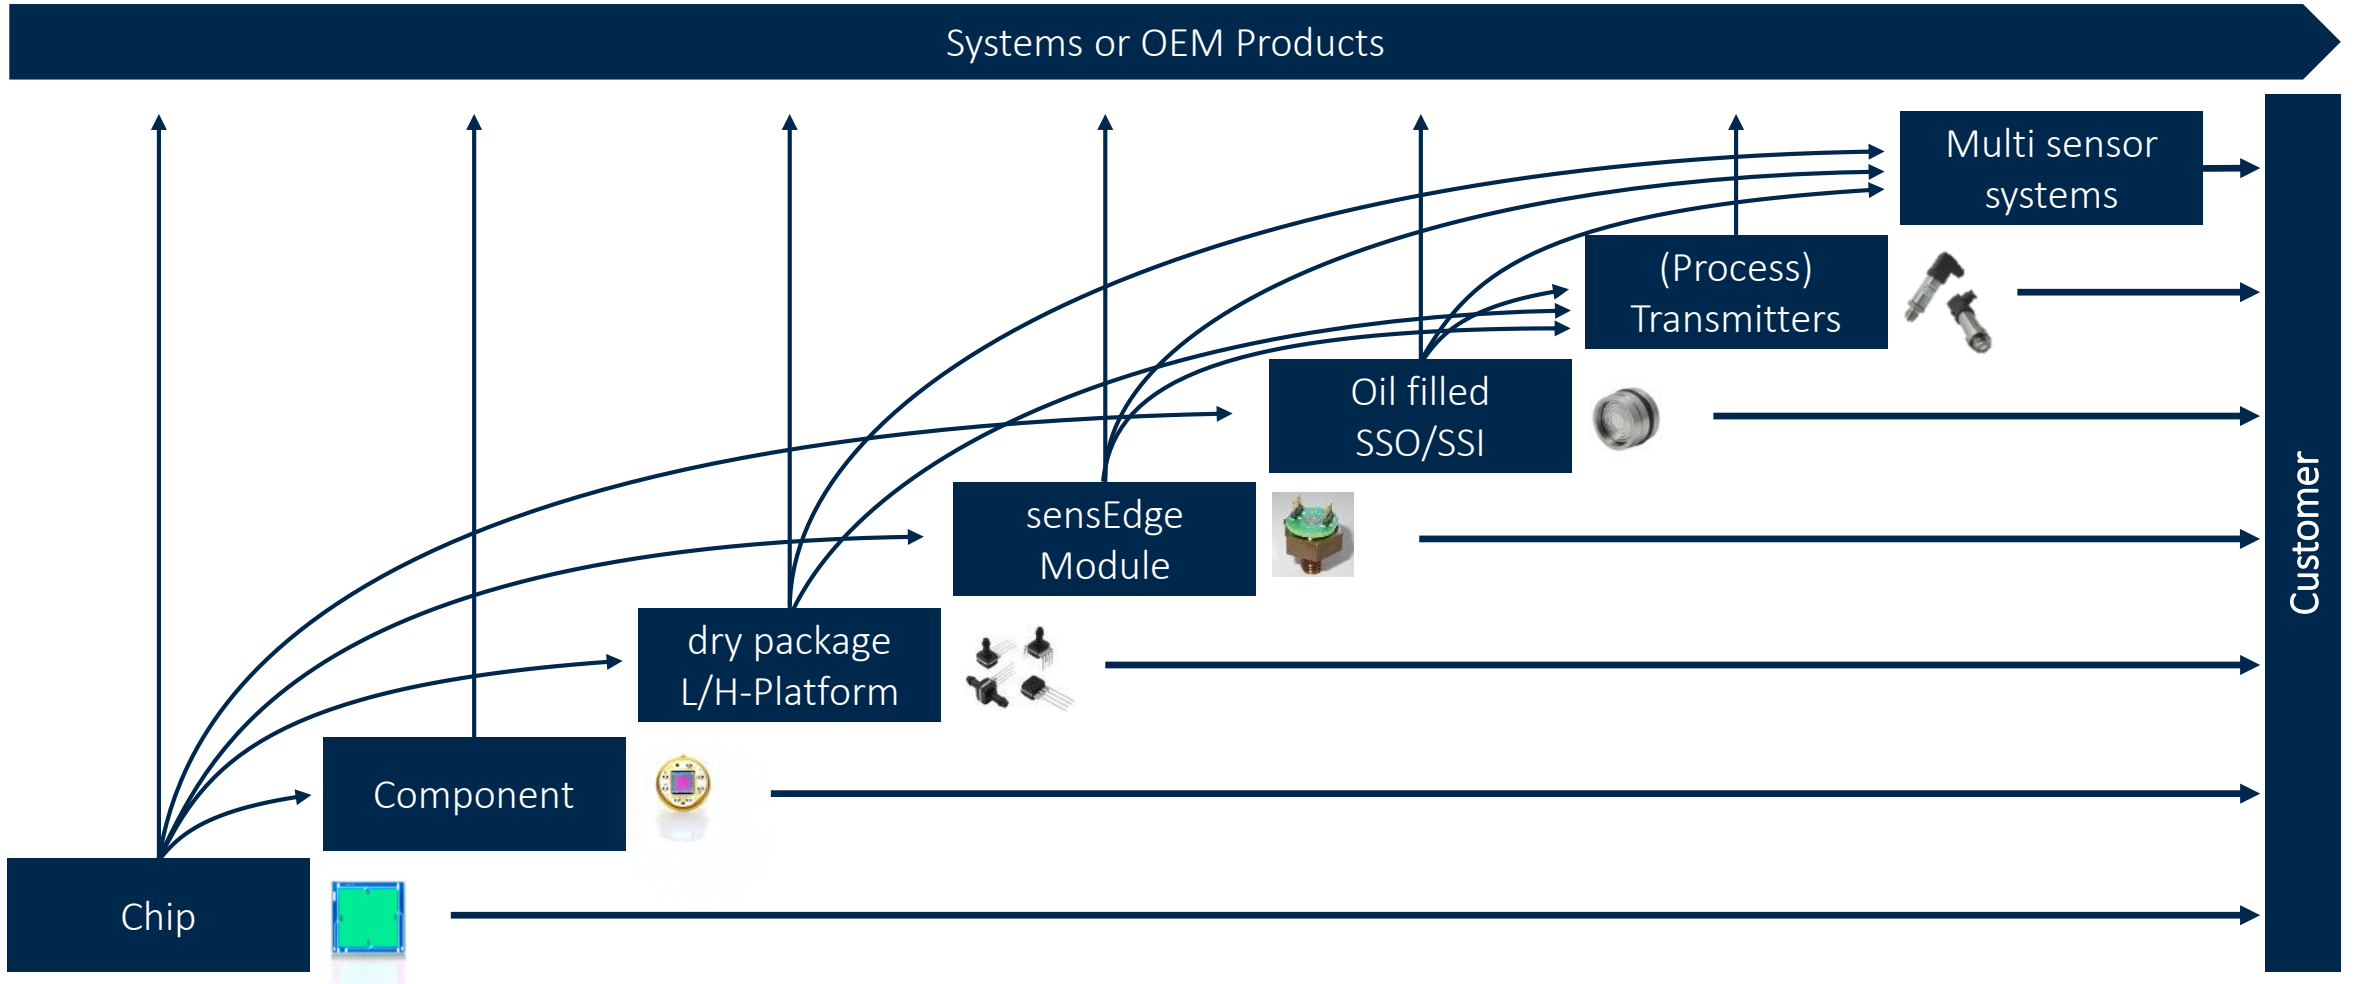 Systems or OEM Products
Multi sensor
systems
(Process)
Transmitters
Oil filled
SSO/SSI
sensEdge
Module
dry package
L/H-Platform
Component
Chip
Customer